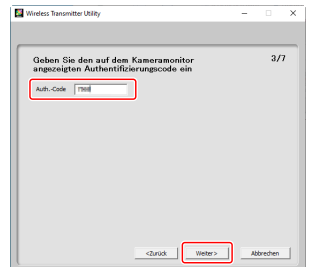 Wireless Transmitter Utility
Geben Sie den auf dem Kameramonitor 3/7
angezeigten Authentifizierungscode ein
Auth.-Code
<Zurück Weiter> Abbrechen